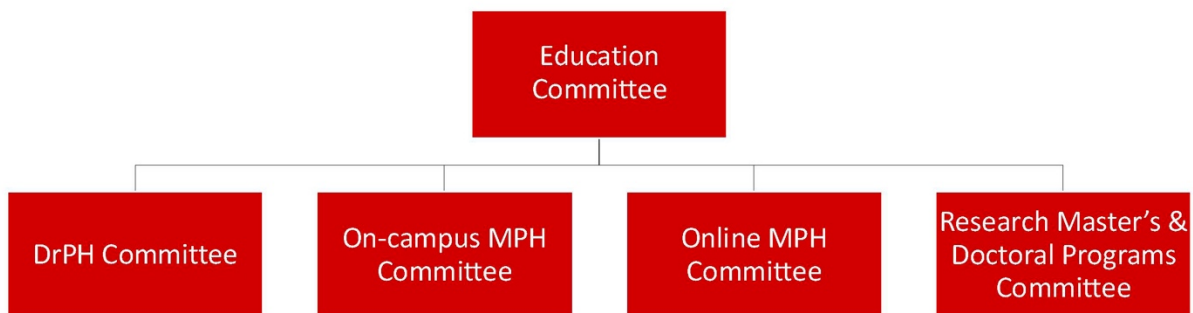 Education
Committee
DrPH Committee
On-campus MPH
Committee
Online MPH
Committee
Research Master’s &
Doctoral Programs
Committee